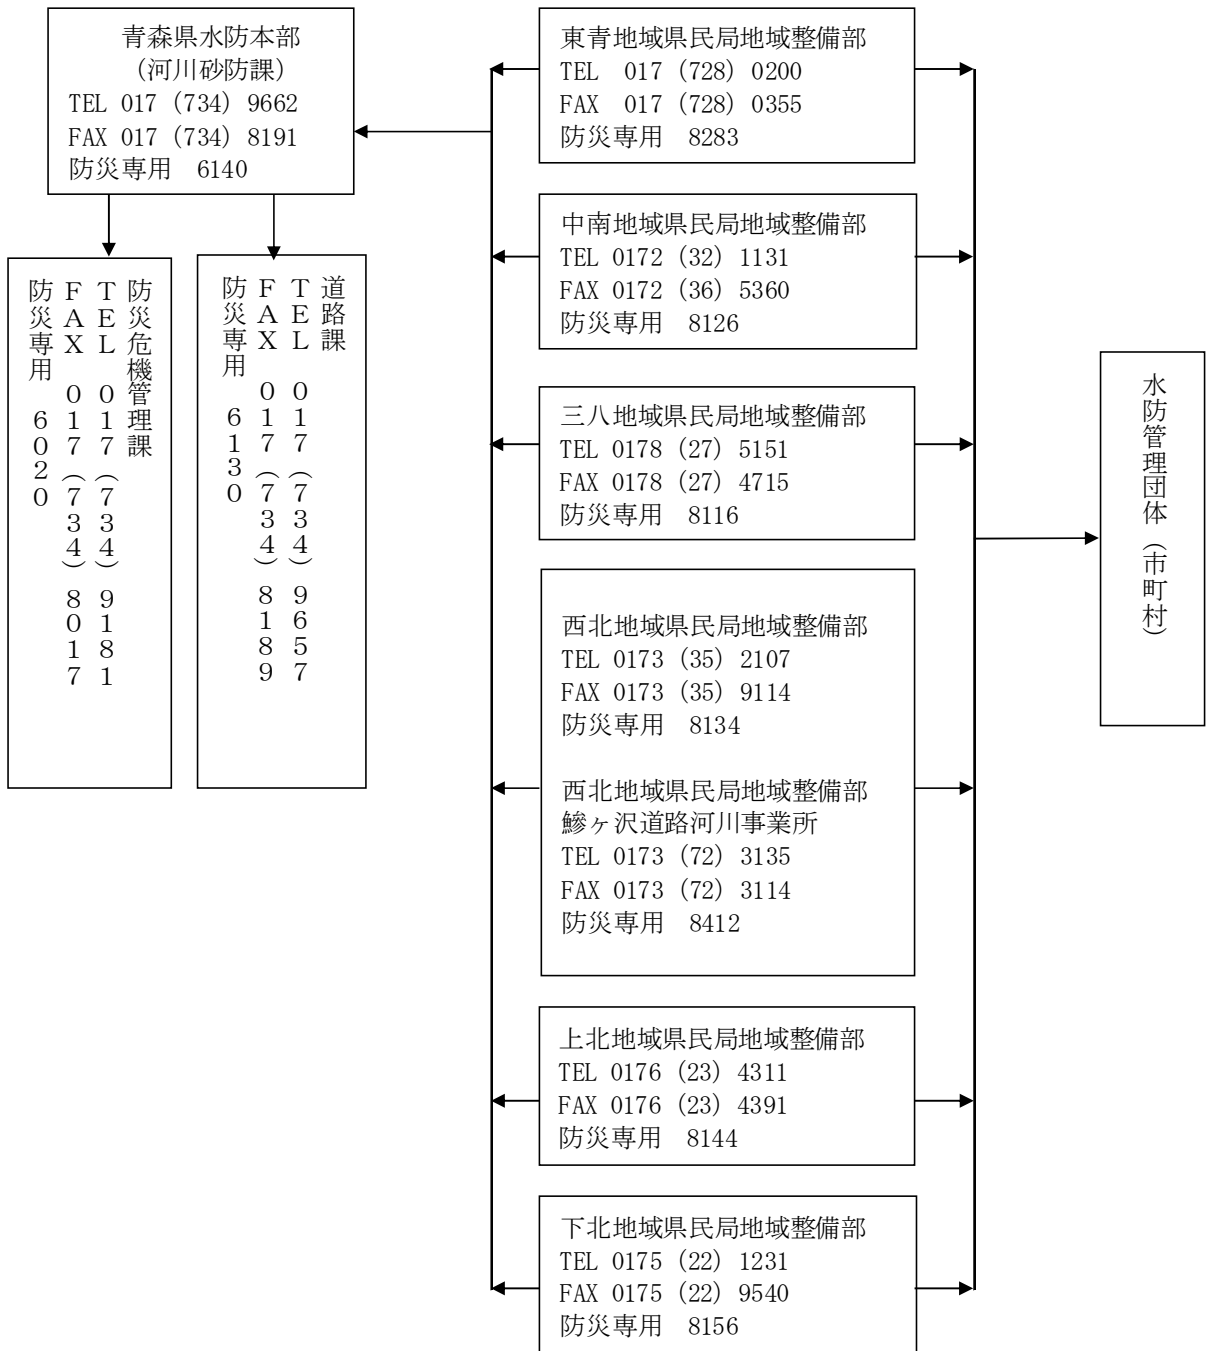 青森県水防本部
(河川砂防課)
TEL 017 (734) 9662
FAX 017 (734) 8191
防災専用　6140
防災危機管理課
ＴＥＬ　０１７（７３４）９１８１
ＦＡＸ　０１７（７３４）８０１７
防災専用　６０２０
道路課
ＴＥＬ　０１７（７３４）９６５７
ＦＡＸ　０１７（７３４）８１８９
防災専用　６１３０
東青地域県民局地域整備部
TEL　017 (728) 0200
FAX　017 (728) 0355
防災専用　8283
中南地域県民局地域整備部
TEL 0172 (32) 1131
FAX 0172 (36) 5360
防災専用　8126
三八地域県民局地域整備部
TEL 0178 (27) 5151
FAX 0178 (27) 4715
防災専用　8116
西北地域県民局地域整備部
TEL 0173 (35) 2107
FAX 0173 (35) 9114
防災専用　8134
西北地域県民局地域整備部
鰺ヶ沢道路河川事業所
TEL 0173 (72) 3135
FAX 0173 (72) 3114
防災専用　8412
上北地域県民局地域整備部
TEL 0176 (23) 4311
FAX 0176 (23) 4391
防災専用　8144
下北地域県民局地域整備部
TEL 0175 (22) 1231
FAX 0175 (22) 9540
防災専用　8156
水防管理団体（市町村）